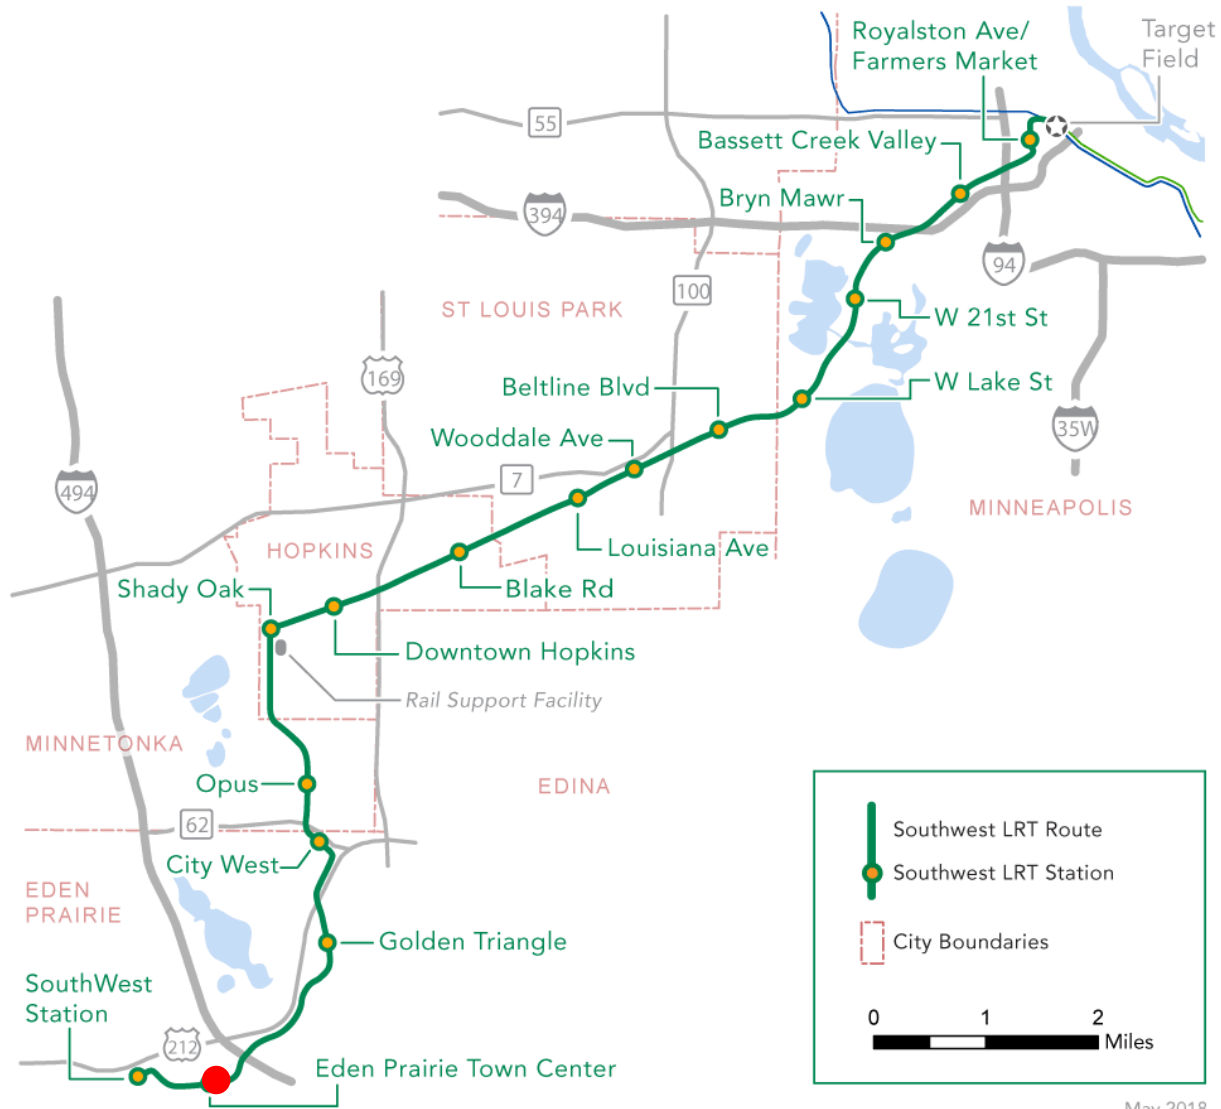 Royalston Ave/
Farmers Market
Target
Field
55
Bassett Creek Valley
Bryn Mawr
394
94
100
ST LOUIS PARK
W 21st St
169
Beltline Blvd
W Lake St
Wooddale Ave
35W
7
494
MINNEAPOLIS
HOPKINS
Louisiana Ave
Shady Oak
Blake Rd
Downtown Hopkins
Rail Support Facility
MINNETONKA
Opus
EDINA
62
Southwest LRT Route
City West
Southwest LRT Station
EDEN
PRAIRIE
Golden Triangle
City Boundaries
SouthWest
Station
0 1 2
Miles
212
Eden Prairie Town Center
May 2018